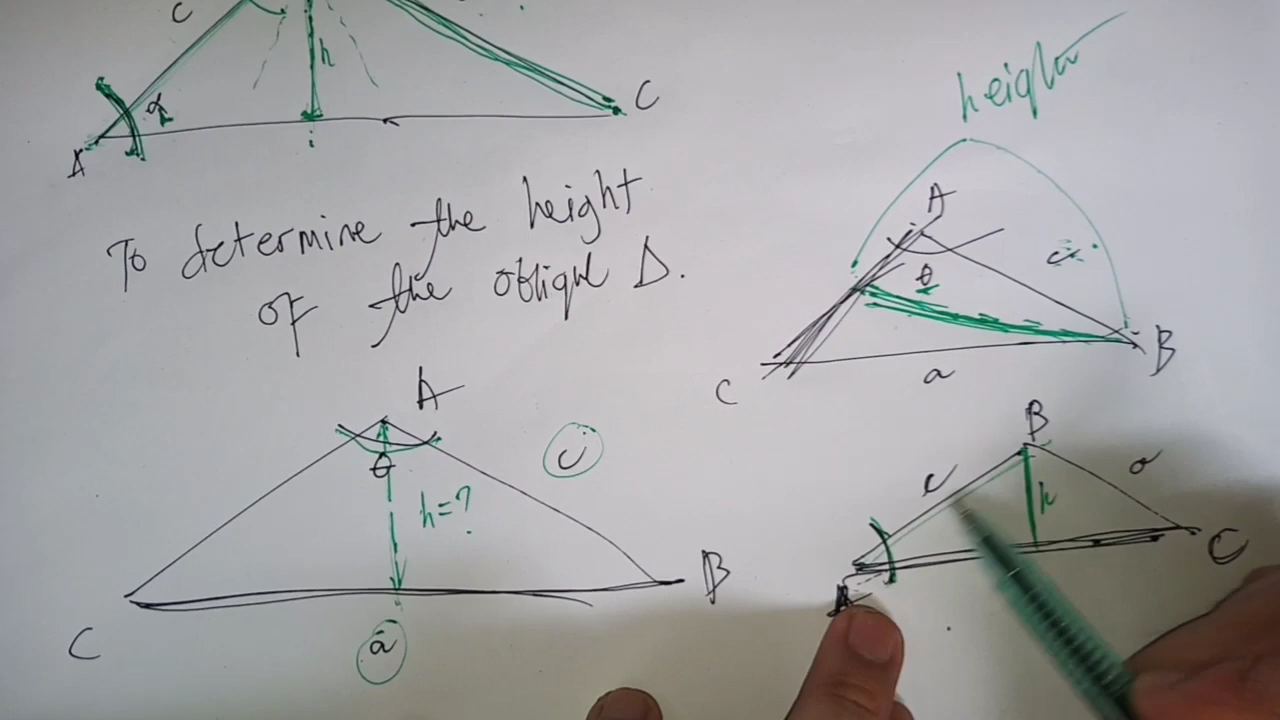 c
h
α
A
C
height
To determine the height
of the oblique Δ.
A
θ
c
C
B
a
A
θ
h=?
c
C
B
a
B
c
a
h
A
C